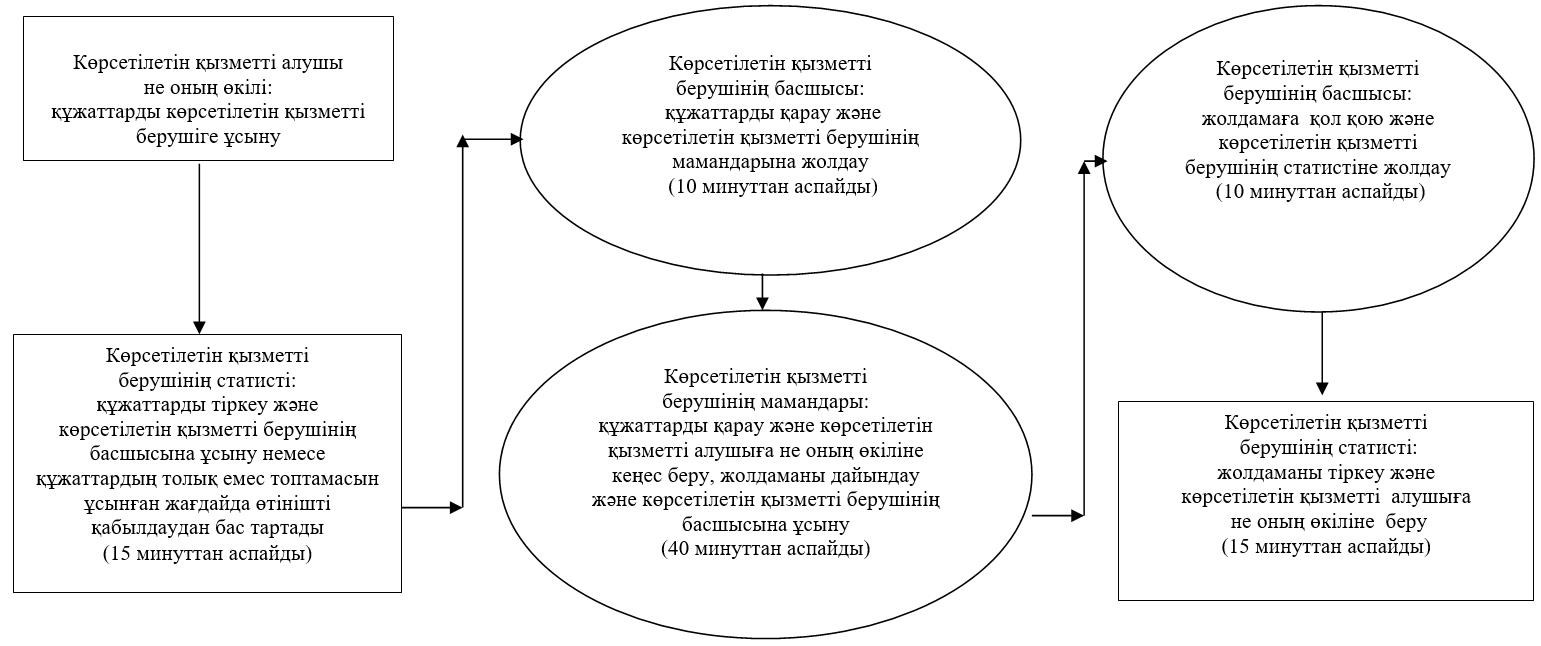 Көрсетілетін қызметті алушы
не оның өкілі:
құжаттарды көрсетілетін қызметті
берушіге ұсыну
Көрсетілетін қызметті
берушінің статисті:
құжаттарды тіркеу және
көрсетілетін қызметті берушінің
басшысына ұсыну немесе
құжаттардың толық емес топтамасын
ұсынған жағдайда өтінішті
қабылдаудан бас тартады
(15 минуттан аспайды)
Көрсетілетін қызметті
берушінің басшысы:
құжаттарды қарау және
көрсетілетін қызметті берушінің
мамандарына жолдау
(10 минуттан аспайды)
Көрсетілетін қызметті
берушінің мамандары:
құжаттарды қарау және көрсетілетін
қызметті алушыға не оның өкіліне
кеңес беру, жолдаманы дайындау
және көрсетілетін қызметті берушінің
басшысына ұсыну
(40 минуттан аспайды)
Көрсетілетін қызметті
берушінің басшысы:
жолдамаға қол қою және
көрсетілетін қызметті
берушінің статистіне жолдау
(10 минуттан аспайды)
Көрсетілетін қызметті
берушінің статисті:
жолдаманы тіркеу және
көрсетілетін қызметті алушыға
не оның өкіліне беру
(15 минуттан аспайды)